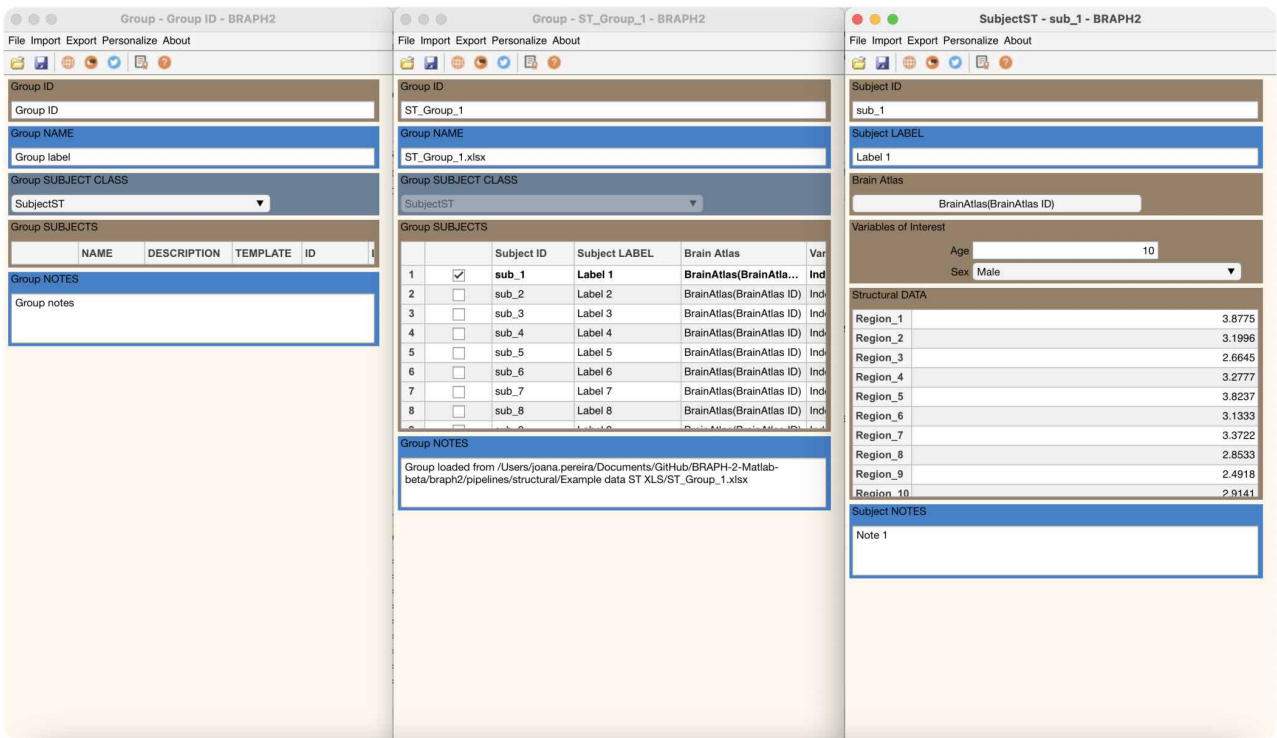 Group - Group ID - BRAPH2
File Import Export Personalize About
Group ID
Group ID
Group NAME
Group label
Group SUBJECT CLASS
SubjectST
Group SUBJECTS
NAME DESCRIPTION TEMPLATE ID
Group NOTES
Group notes
Group - ST_Group_1 - BRAPH2
File Import Export Personalize About
Group ID
ST_Group_1
Group NAME
ST_Group_1.xlsx
Group SUBJECT CLASS
SubjectST
Group SUBJECTS
Subject ID Subject LABEL Brain Atlas Var
1 sub_1 Label 1 BrainAtlas(BrainAtla... Ind
2 sub_2 Label 2 BrainAtlas(BrainAtlas ID) Ind
3 sub_3 Label 3 BrainAtlas(BrainAtlas ID) Ind
4 sub_4 Label 4 BrainAtlas(BrainAtlas ID) Ind
5 sub_5 Label 5 BrainAtlas(BrainAtlas ID) Ind
6 sub_6 Label 6 BrainAtlas(BrainAtlas ID) Ind
7 sub_7 Label 7 BrainAtlas(BrainAtlas ID) Ind
8 sub_8 Label 8 BrainAtlas(BrainAtlas ID) Ind
Group NOTES
Group loaded from /Users/joana.pereira/Documents/GitHub/BRAPH-2-Matlab-
beta/braph2/pipelines/structural/Example data ST XLS/ST_Group_1.xlsx
SubjectST - sub_1 - BRAPH2
File Import Export Personalize About
Subject ID
sub_1
Subject LABEL
Label 1
Brain Atlas
BrainAtlas(BrainAtlas ID)
Variables of Interest
Age 10
Sex Male
Structural DATA
Region_1 3.8775
Region_2 3.1996
Region_3 2.6645
Region_4 3.2777
Region_5 3.8237
Region_6 3.1333
Region_7 3.3722
Region_8 2.8533
Region_9 2.4918
Region_10 2.9141
Subject NOTES
Note 1